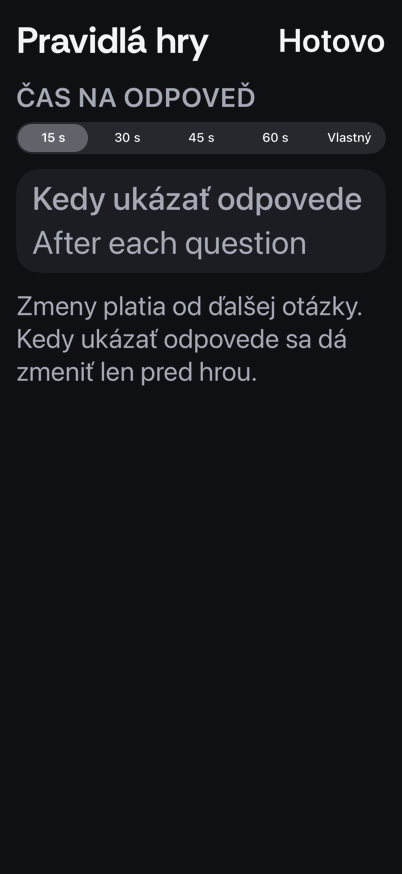 Pravidlá hry
Hotovo
ČAS NA ODPOVEĎ
15 s
30 s
45 s
60 s
Vlastný
Kedy ukázať odpovede
After each question
Zmeny platia od ďalšej otázky.
Kedy ukázať odpovede sa dá
zmeniť len pred hrou.